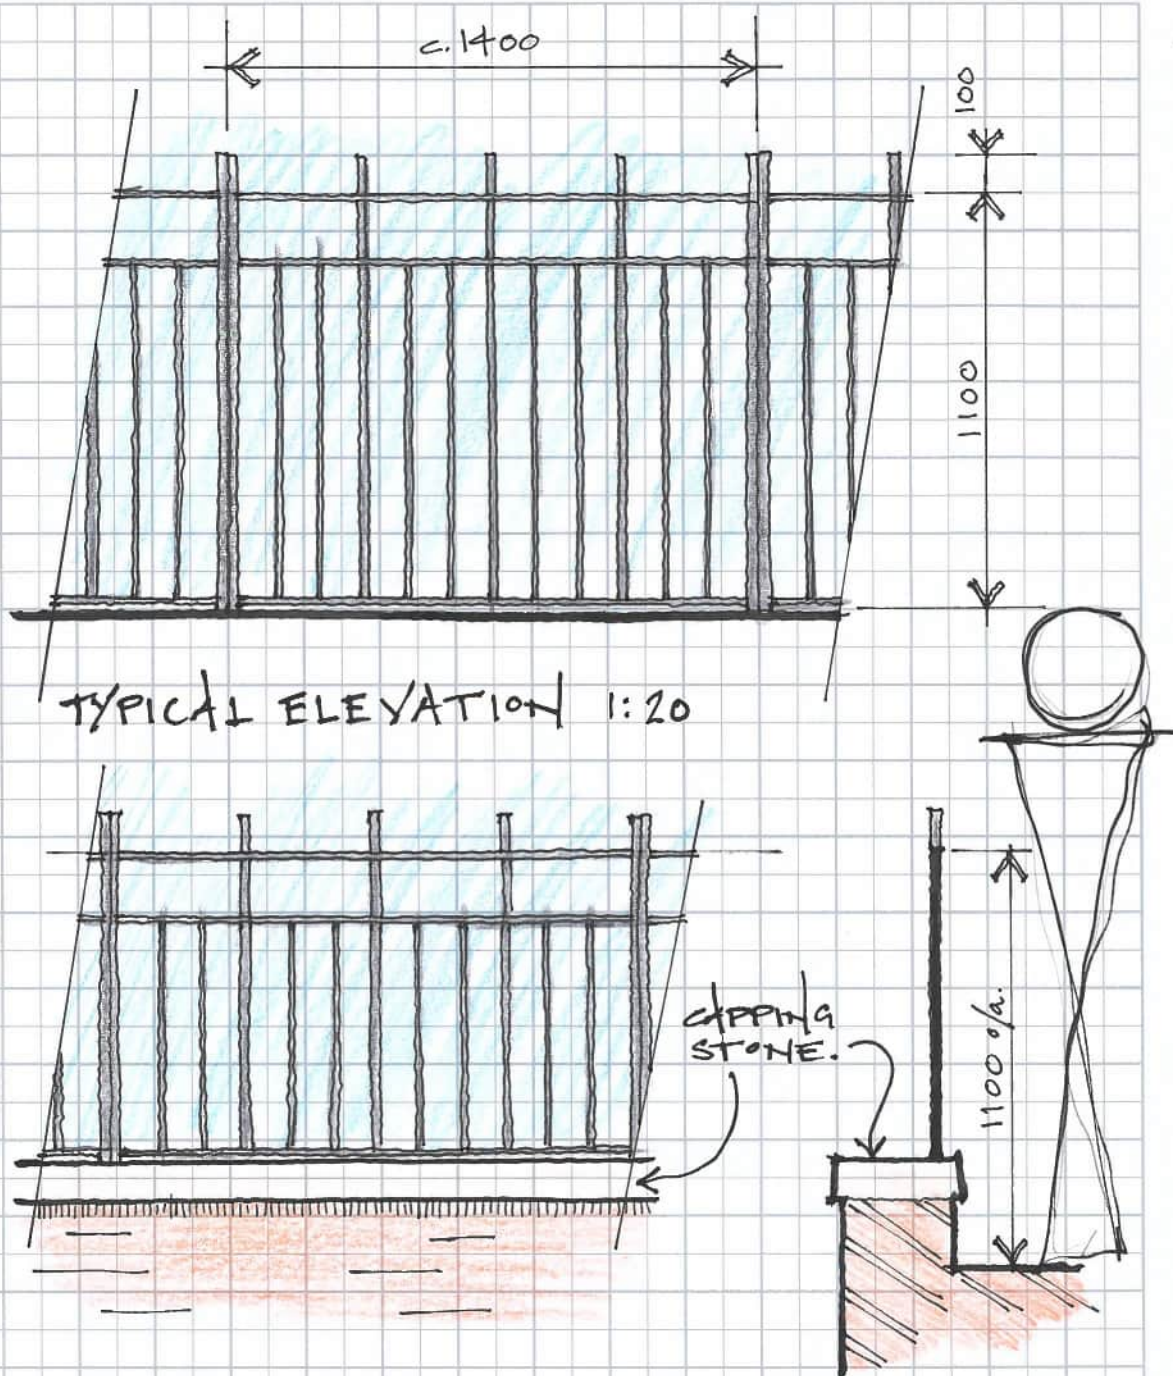 c.1400
100
1100
TYPICAL ELEVATION 1:20
CAPPING
STONE.
1100 o/a.